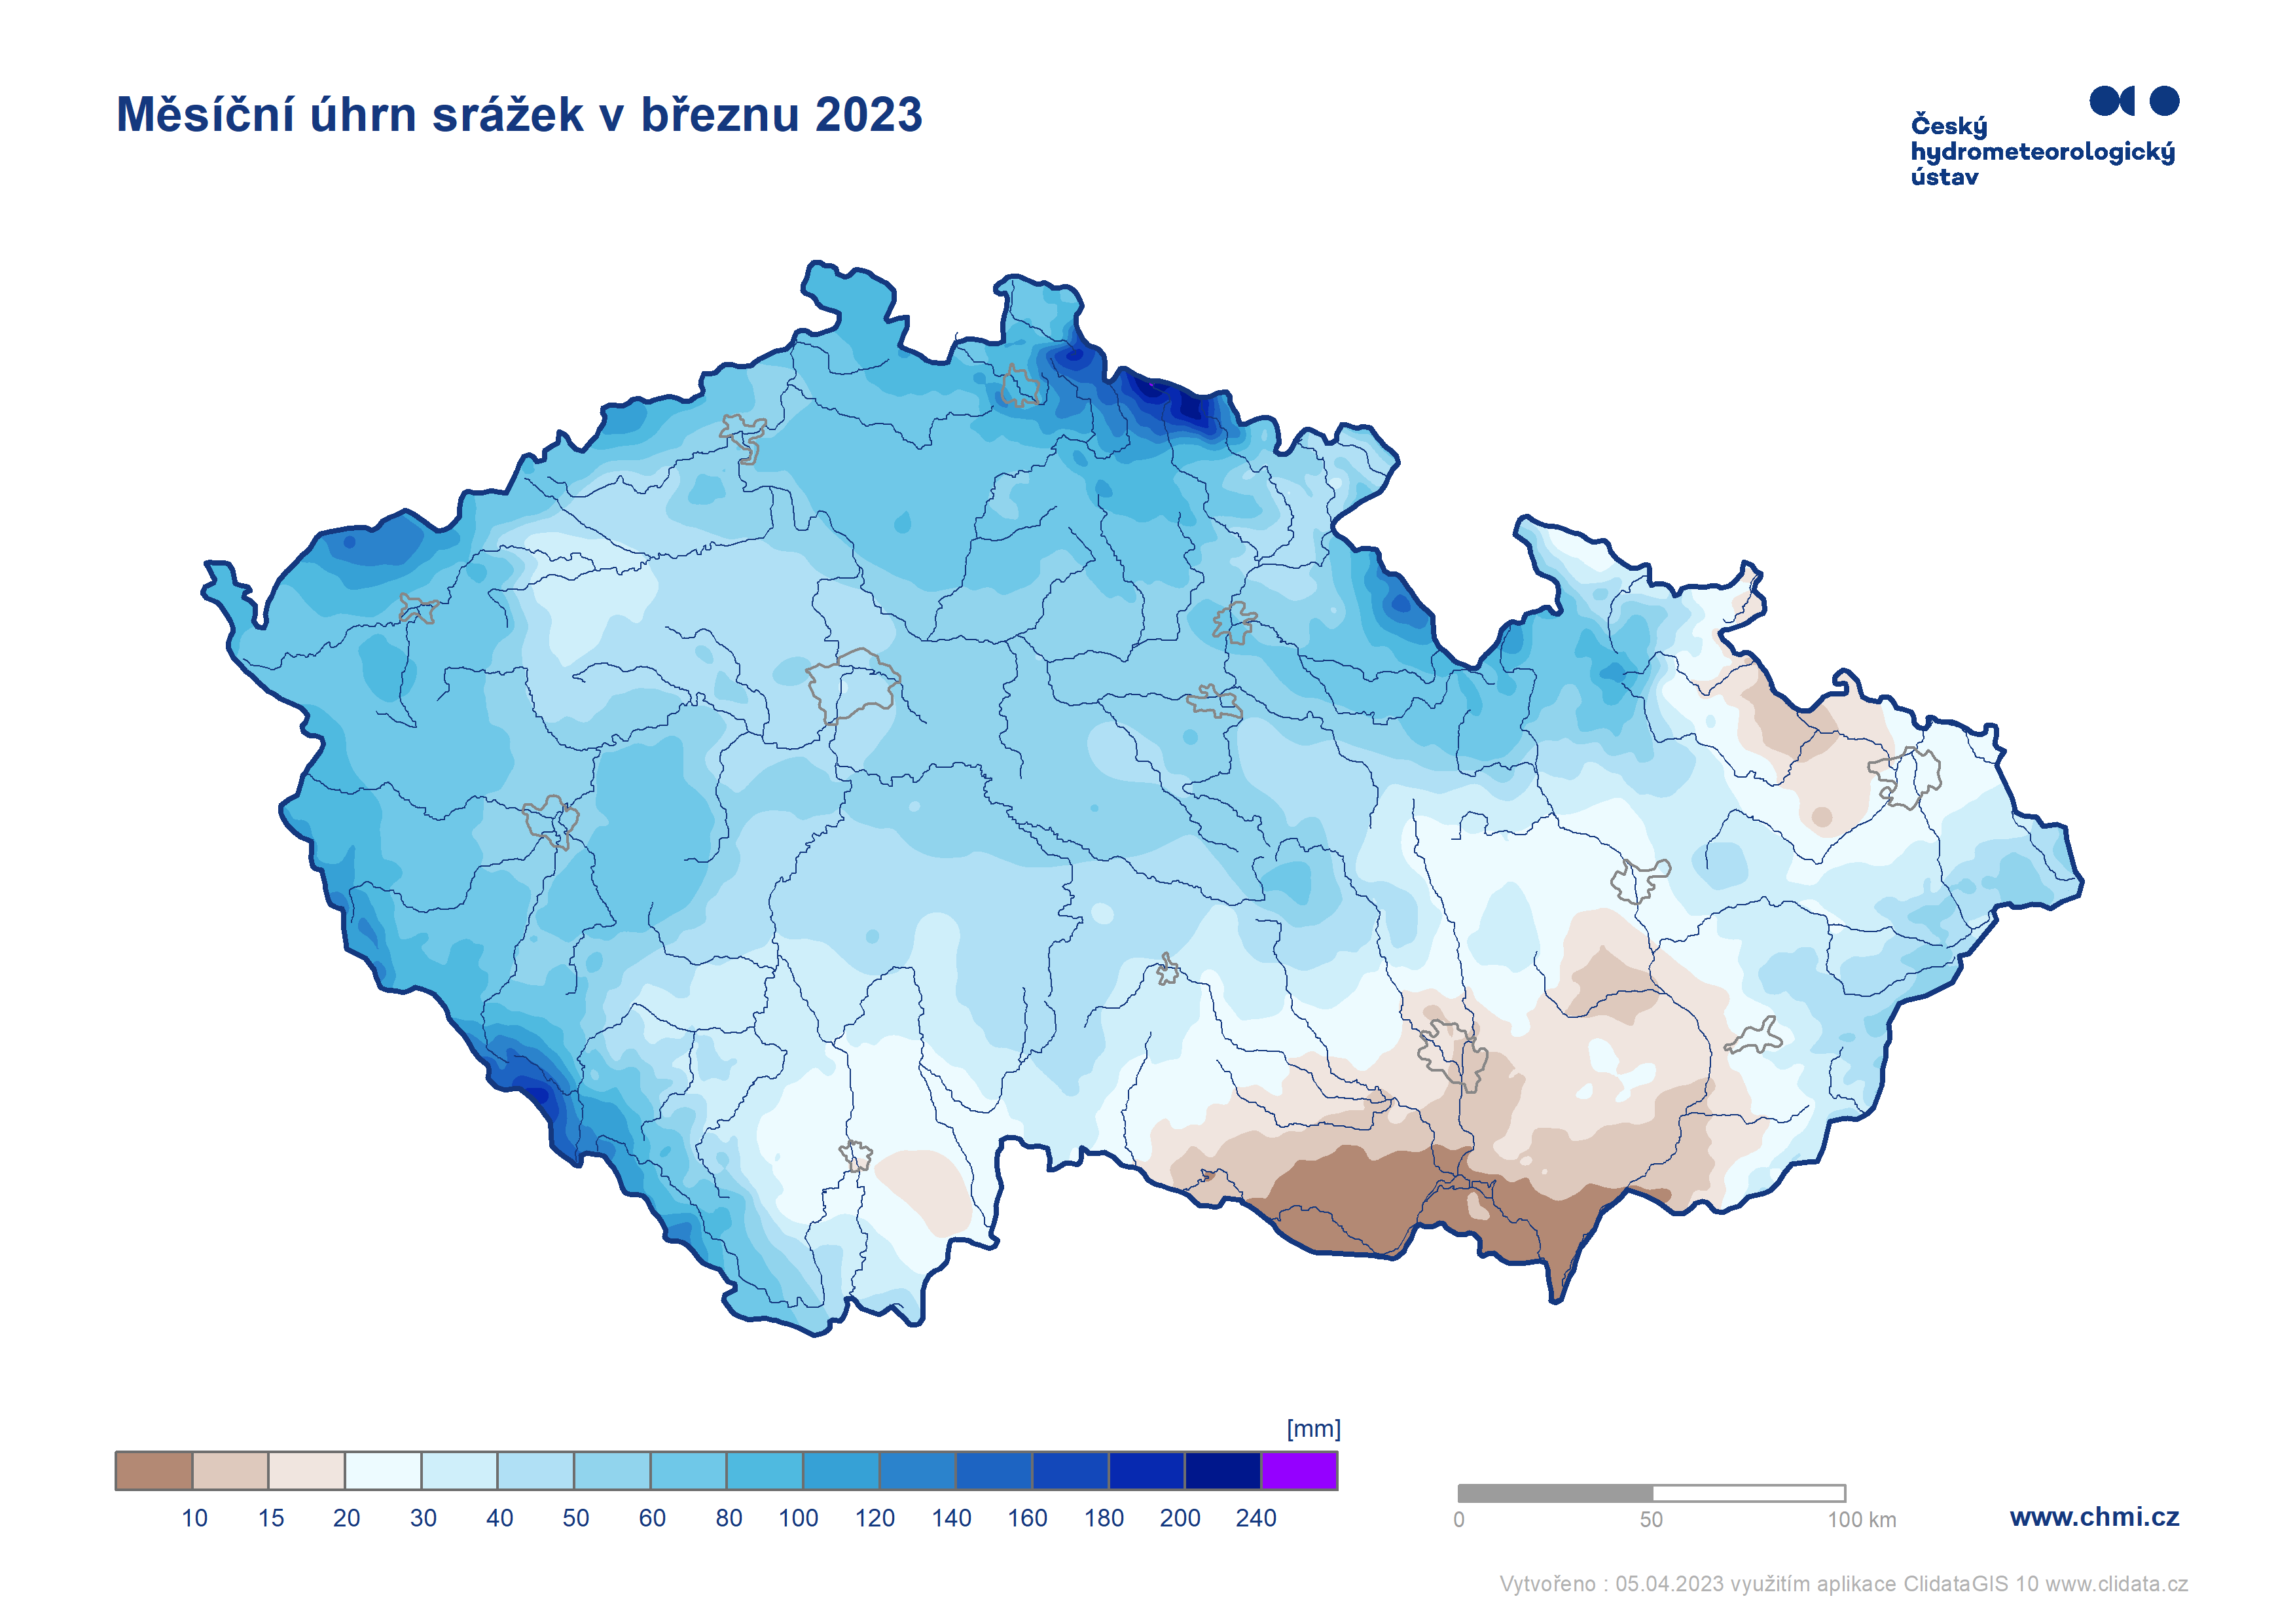 Měsíční úhrn srážek v březnu 2023
Český
hydrometeorologický
ústav
[mm]
10 15 20 30 40 50 60 80 100 120 140 160 180 200 240
0 50 100 km
www.chmi.cz
Vytvořeno : 05.04.2023 využitím aplikace ClidataGIS 10 www.clidata.cz